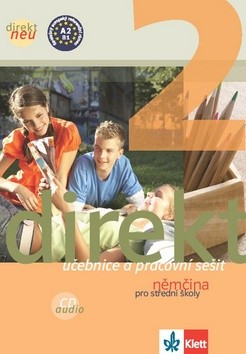 direkt
neu
A2
B1
2
direkt
učebnice a pracovní sešit
němčina
pro střední školy
CD
audio
Klett